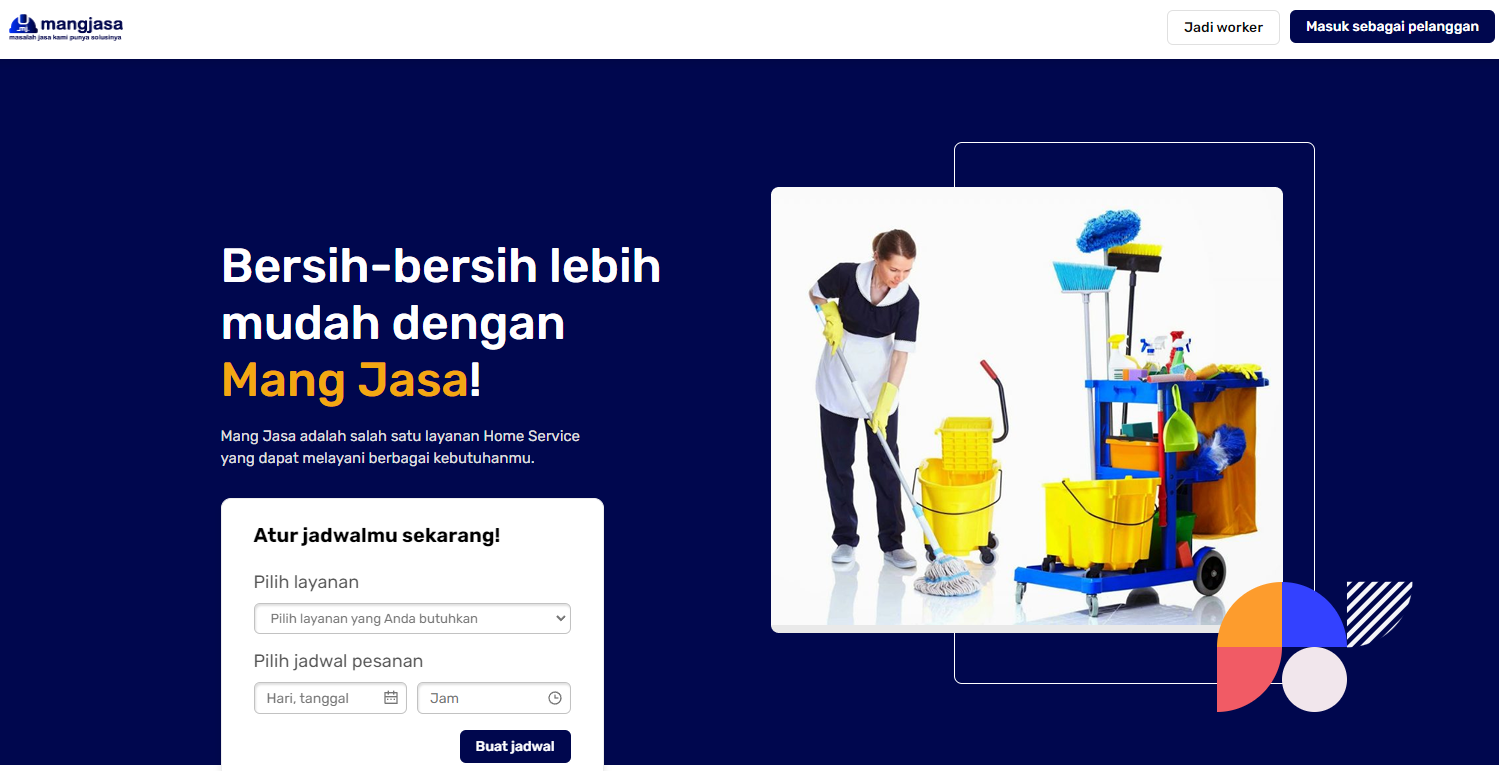 mangjasa
masalah jasa kami punya solusinya
Jadi worker
Masuk sebagai pelanggan
Bersih-bersih lebih
mudah dengan
Mang Jasa!
Mang Jasa adalah salah satu layanan Home Service
yang dapat melayani berbagai kebutuhanmu.
Atur jadwalmu sekarang!
Pilih layanan
Pilih layanan yang Anda butuhkan
Pilih jadwal pesanan
Hari, tanggal
Jam
Buat jadwal